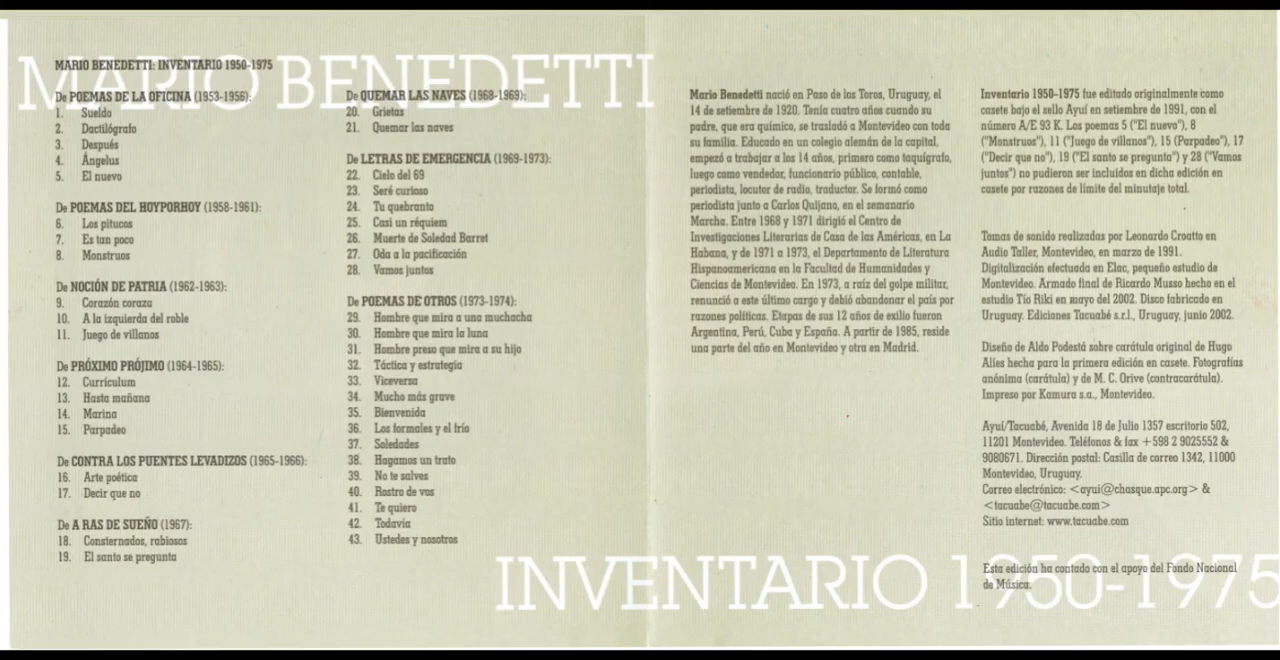 MARIO BENEDETTI
MARIO BENEDETTI: INVENTARIO 1950-1975
De POEMAS DE LA OFICINA (1953-1956):
1. Sueldo
2. Dactilógrafo
3. Después
4. Ángelus
5. El nuevo
De POEMAS DEL HOYPORHOY (1958-1961):
6. Los pitucos
7. Es tan poco
8. Monstruos
De NOCIÓN DE PATRIA (1962-1963):
9. Corazón coraza
10. A la izquierda del roble
11. Juego de villanos
De PRÓXIMO PRÓJIMO (1964-1965):
12. Currículum
13. Hasta mañana
14. Marina
15. Parpadeo
De CONTRA LOS PUENTES LEVADIZOS (1965-1966):
16. Arte poética
17. Decir que no
De A RAS DE SUEÑO (1967):
18. Consternados, rabiosos
19. El santo se pregunta
De QUEMAR LAS NAVES (1968-1969):
20. Grietas
21. Quemar las naves
De LETRAS DE EMERGENCIA (1969-1973):
22. Cielo del 69
23. Seré curioso
24. Tu quebranto
25. Casi un réquiem
26. Muerte de Soledad Barret
27. Oda a la pacificación
28. Vamos juntos
De POEMAS DE OTROS (1973-1974):
29. Hombre que mira a una muchacha
30. Hombre que mira la luna
31. Hombre preso que mira a su hijo
32. Táctica y estrategia
33. Viceversa
34. Mucho más grave
35. Bienvenida
36. Los formales y el frío
37. Soledades
38. Hagamos un trato
39. No te salves
40. Rostro de vos
41. Te quiero
42. Todavía
43. Ustedes y nosotros
Mario Benedetti nació en Paso de los Toros, Uruguay, el
14 de setiembre de 1920. Tenía cuatro años cuando su
padre, que era químico, se trasladó a Montevideo con toda
su familia. Educado en un colegio alemán de la capital,
empezó a trabajar a los 14 años, primero como taquígrafo,
luego como vendedor, funcionario público, contable,
periodista, locutor de radio, traductor. Se formó como
periodista junto a Carlos Quijano, en el semanario
Marcha. Entre 1968 y 1971 dirigió el Centro de
Investigaciones Literarias de Casa de las Américas, en La
Habana, y de 1971 a 1973, el Departamento de Literatura
Hispanoamericana en la Facultad de Humanidades y
Ciencias de Montevideo. En 1973, a raíz del golpe militar,
renunció a este último cargo y debió abandonar el país por
razones políticas. Etapas de sus 12 años de exilio fueron
Argentina, Perú, Cuba y España. A partir de 1985, reside
una parte del año en Montevideo y otra en Madrid.
Inventario 1950-1975 fue editado originalmente como
casete bajo el sello Ayuí en setiembre de 1991, con el
número A/E 93 K. Los poemas 5 ("El nuevo"), 8
("Monstruos"), 11 ("Juego de villanos"), 15 (Parpadeo"), 17
("Decir que no"), 19 ("El santo se pregunta") y 28 ("Vamos
juntos") no pudieron ser incluidos en dicha edición en
casete por razones de límite del minutaje total.
Tomas de sonido realizadas por Leonardo Croatto en
Audio Taller, Montevideo, en marzo de 1991.
Digitalización efectuada en Elac, pequeño estudio de
Montevideo. Armado final de Ricardo Musso hecho en el
estudio Tío Riki en mayo del 2002. Disco fabricado en
Uruguay. Ediciones Tacuabé s.r.l., Uruguay, junio 2002.
Diseño de Aldo Podestá sobre carátula original de Hugo
Alíes hecha para la primera edición en casete. Fotografías
anónima (carátula) y de M. C. Orive (contracarátula).
Impreso por Kamura s.a., Montevideo.
Ayuí/Tacuabé, Avenida 18 de Julio 1357 escritorio 502,
11201 Montevideo. Teléfonos & fax +598 2 9025552 &
9080671. Dirección postal: Casilla de correo 1342, 11000
Montevideo, Uruguay.
Correo electrónico: <ayui@chasque.apc.org> &
<tacuabe@tacuabe.com>
Sitio internet: www.tacuabe.com
Esta edición ha contado con el apoyo del Fondo Nacional
de Música.
INVENTARIO 1950-1975